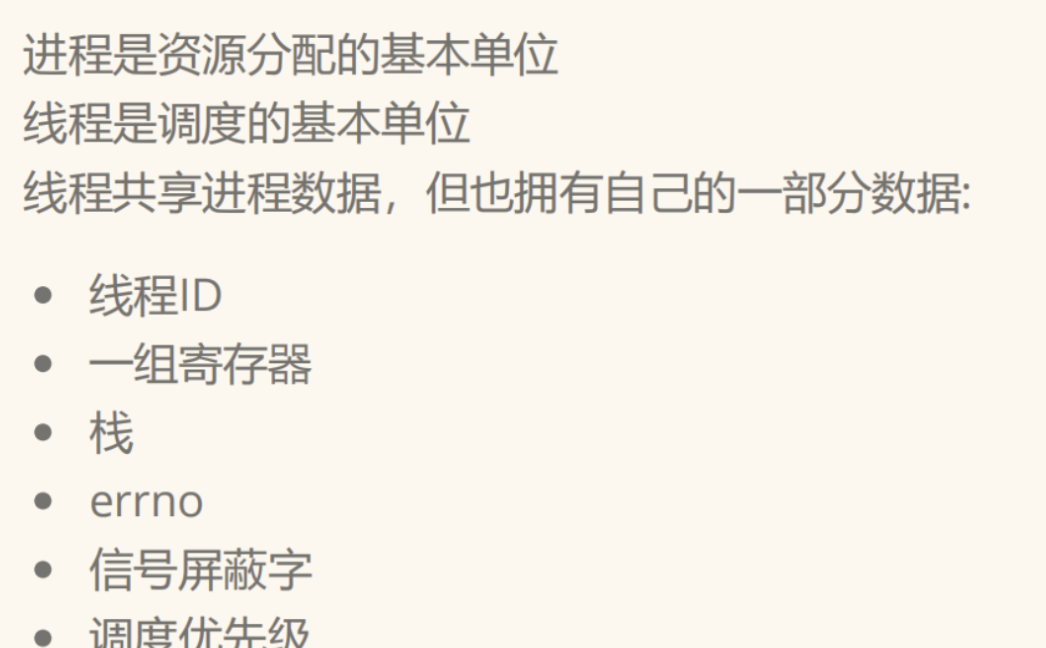 进程是资源分配的基本单位
线程是调度的基本单位
线程共享进程数据，但也拥有自己的一部分数据:
线程ID
一组寄存器
栈
errno
信号屏蔽字
调度优先级